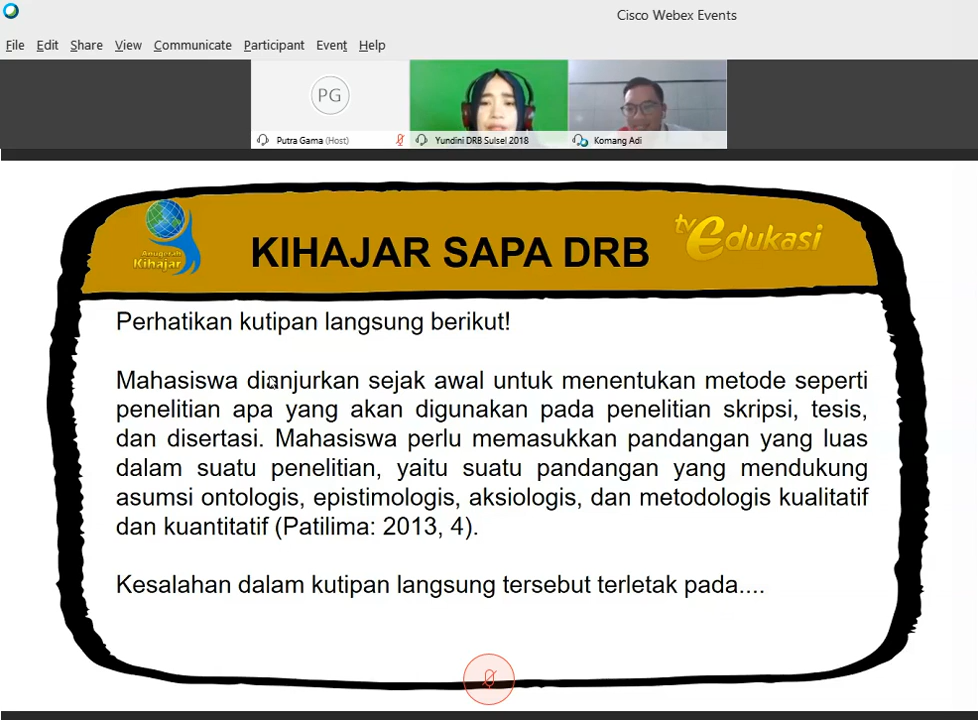 Cisco Webex Events
File Edit Share View Communicate Participant Event Help
PG
Putra Gama (Host)
Yundini DRB Sulsel 2018
Komang Adi
Anugerah
Kihajar
KIHAJAR SAPA DRB
tv Edukasi
Perhatikan kutipan langsung berikut!
Mahasiswa dianjurkan sejak awal untuk menentukan metode seperti
penelitian apa yang akan digunakan pada penelitian skripsi, tesis,
dan disertasi. Mahasiswa perlu memasukkan pandangan yang luas
dalam suatu penelitian, yaitu suatu pandangan yang mendukung
asumsi ontologis, epistimologis, aksiologis, dan metodologis kualitatif
dan kuantitatif (Patilima: 2013, 4).
Kesalahan dalam kutipan langsung tersebut terletak pada....